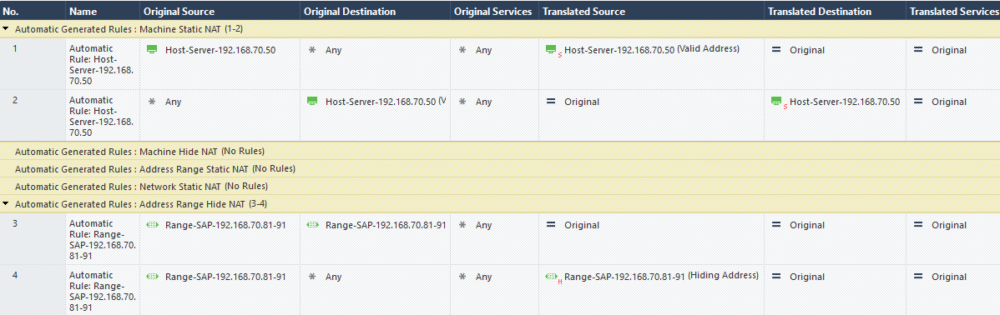 No. Name Original Source Original Destination Original Services Translated Source Translated Destination Translated Services
Automatic Generated Rules : Machine Static NAT (1-2)
1 Automatic Rule: Host-Server-192.168.70.50 Host-Server-192.168.70.50 * Any * Any Host-Server-192.168.70.50 (Valid Address) = Original = Original
2 Automatic Rule: Host-Server-192.168.70.50 * Any Host-Server-192.168.70.50 (V * Any = Original Host-Server-192.168.70.50 = Original
Automatic Generated Rules : Machine Hide NAT (No Rules)
Automatic Generated Rules : Address Range Static NAT (No Rules)
Automatic Generated Rules : Network Static NAT (No Rules)
Automatic Generated Rules : Address Range Hide NAT (3-4)
3 Automatic Rule: Range-SAP-192.168.70.81-91 Range-SAP-192.168.70.81-91 Range-SAP-192.168.70.81-91 * Any = Original = Original = Original
4 Automatic Rule: Range-SAP-192.168.70.81-91 Range-SAP-192.168.70.81-91 * Any * Any Range-SAP-192.168.70.81-91 (Hiding Address) = Original = Original